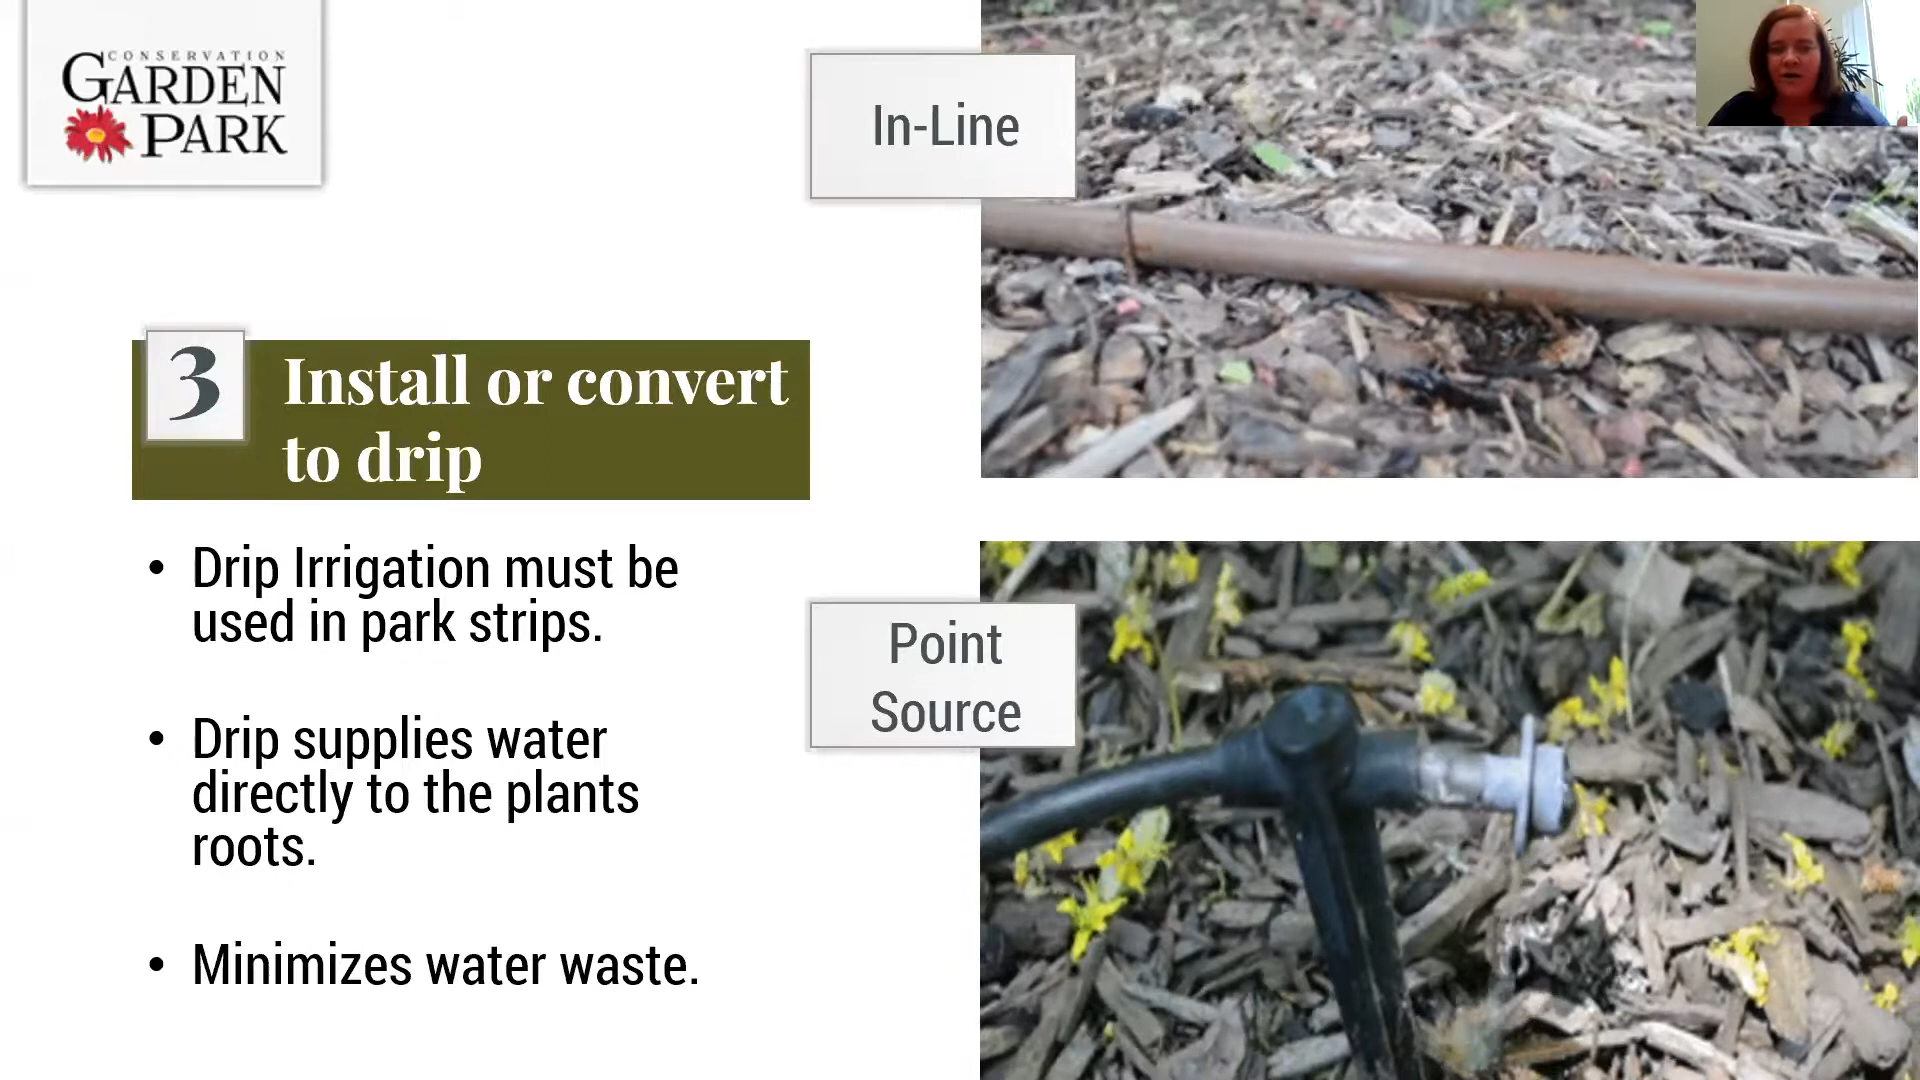 CONSERVATION
GARDEN
PARK
In-Line
3
Install or convert
to drip
• Drip Irrigation must be
used in park strips.
• Drip supplies water
directly to the plants
roots.
• Minimizes water waste.
Point
Source